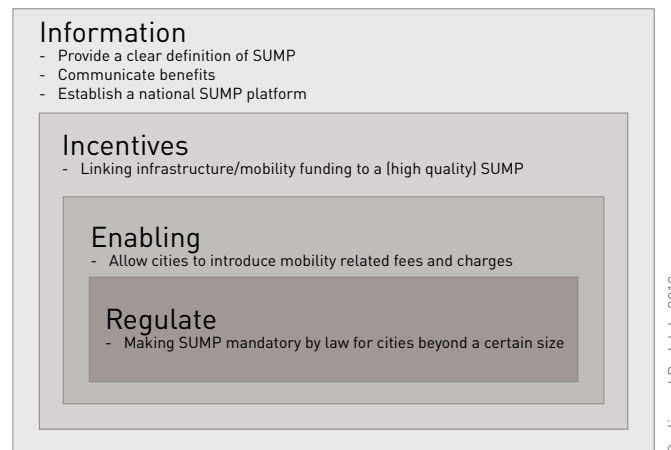 Information
- Provide a clear definition of SUMP
- Communicate benefits
- Establish a national SUMP platform
Incentives
- Linking infrastructure/mobility funding to a (high quality) SUMP
Enabling
- Allow cities to introduce mobility related fees and charges
Regulate
- Making SUMP mandatory by law for cities beyond a certain size